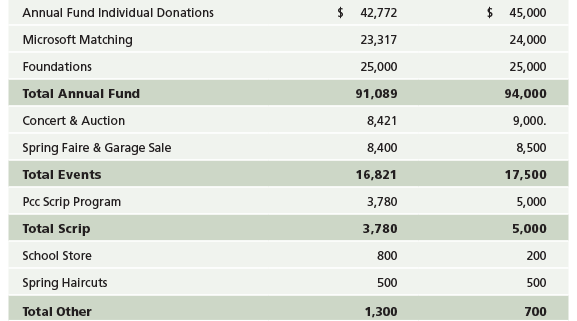 Annual Fund Individual Donations $ 42,772 $ 45,000
Microsoft Matching 23,317 24,000
Foundations 25,000 25,000
Total Annual Fund 91,089 94,000
Concert & Auction 8,421 9,000.
Spring Faire & Garage Sale 8,400 8,500
Total Events 16,821 17,500
Pcc Scrip Program 3,780 5,000
Total Scrip 3,780 5,000
School Store 800 200
Spring Haircuts 500 500
Total Other 1,300 700